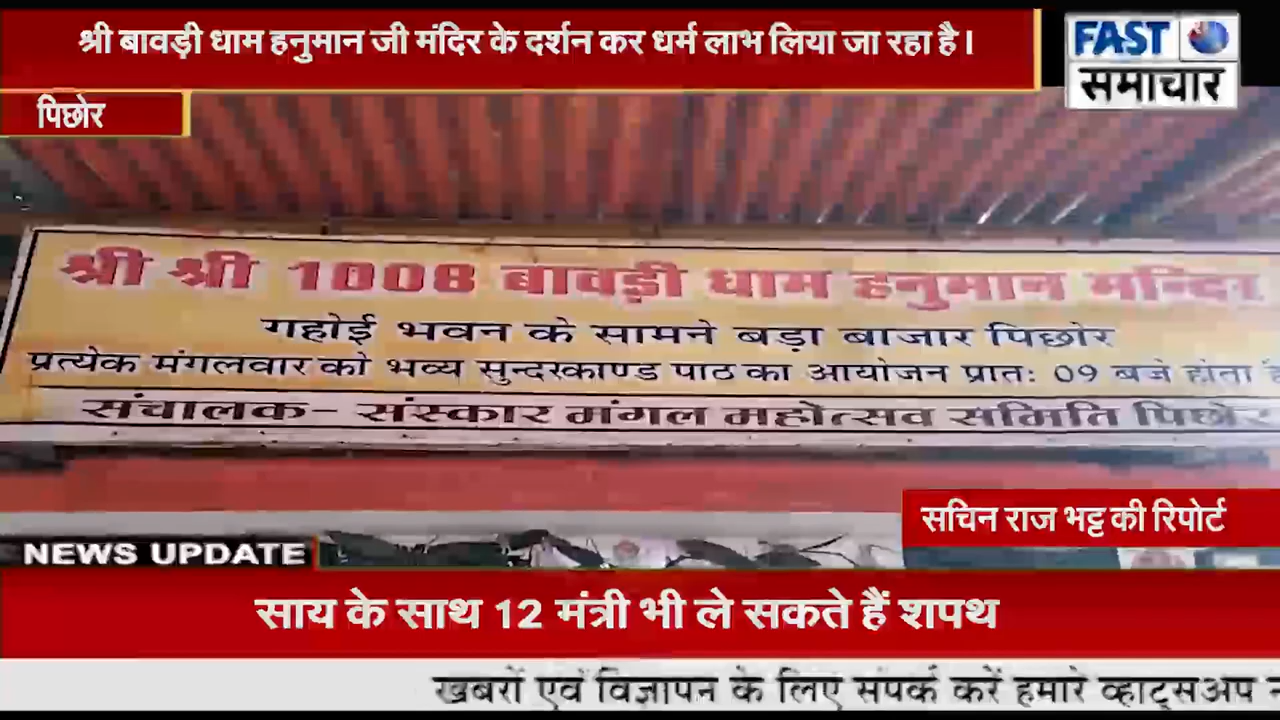 श्री बावड़ी धाम हनुमान जी मंदिर के दर्शन कर धर्म लाभ लिया जा रहा है।
FAST
समाचार
पिछोर
श्री श्री 1008 बावड़ी धाम हनुमान मन्दिर
गहोई भवन के सामने बड़ा बाजार पिछोर
प्रत्येक मंगलवार को भव्य सुन्दरकाण्ड पाठ का आयोजन प्रातः 09 बजे होता
संचालक- संस्कार मंगल महोत्सव समिति पिछोर
सचिन राज भट्ट की रिपोर्ट
NEWS UPDATE
साय के साथ 12 मंत्री भी ले सकते हैं शपथ
खबरों एवं विज्ञापन के लिए संपर्क करें हमारे व्हाट्सअप